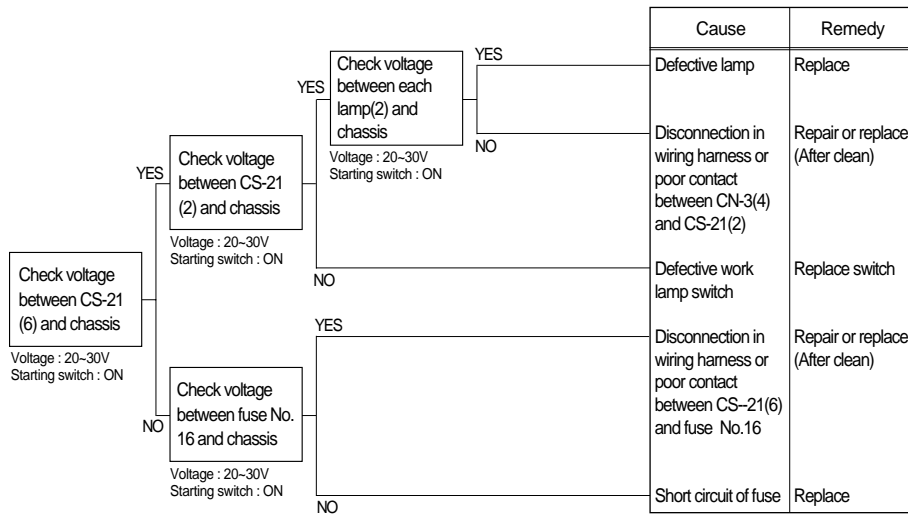 Cause
Remedy
YES
Check voltage
between each
lamp(2) and
chassis
Voltage : 20~30V
Starting switch : ON
YES
Defective lamp
Replace
NO
Disconnection in
wiring harness or
poor contact
between CN-3(4)
and CS-21(2)
Repair or replace
(After clean)
YES
Check voltage
between CS-21
(2) and chassis
Voltage : 20~30V
Starting switch : ON
NO
Defective work
lamp switch
Replace switch
Check voltage
between CS-21
(6) and chassis
Voltage : 20~30V
Starting switch : ON
YES
Disconnection in
wiring harness or
poor contact
between CS--21(6)
and fuse No.16
Repair or replace
(After clean)
NO
Check voltage
between fuse No.
16 and chassis
Voltage : 20~30V
Starting switch : ON
NO
Short circuit of fuse
Replace